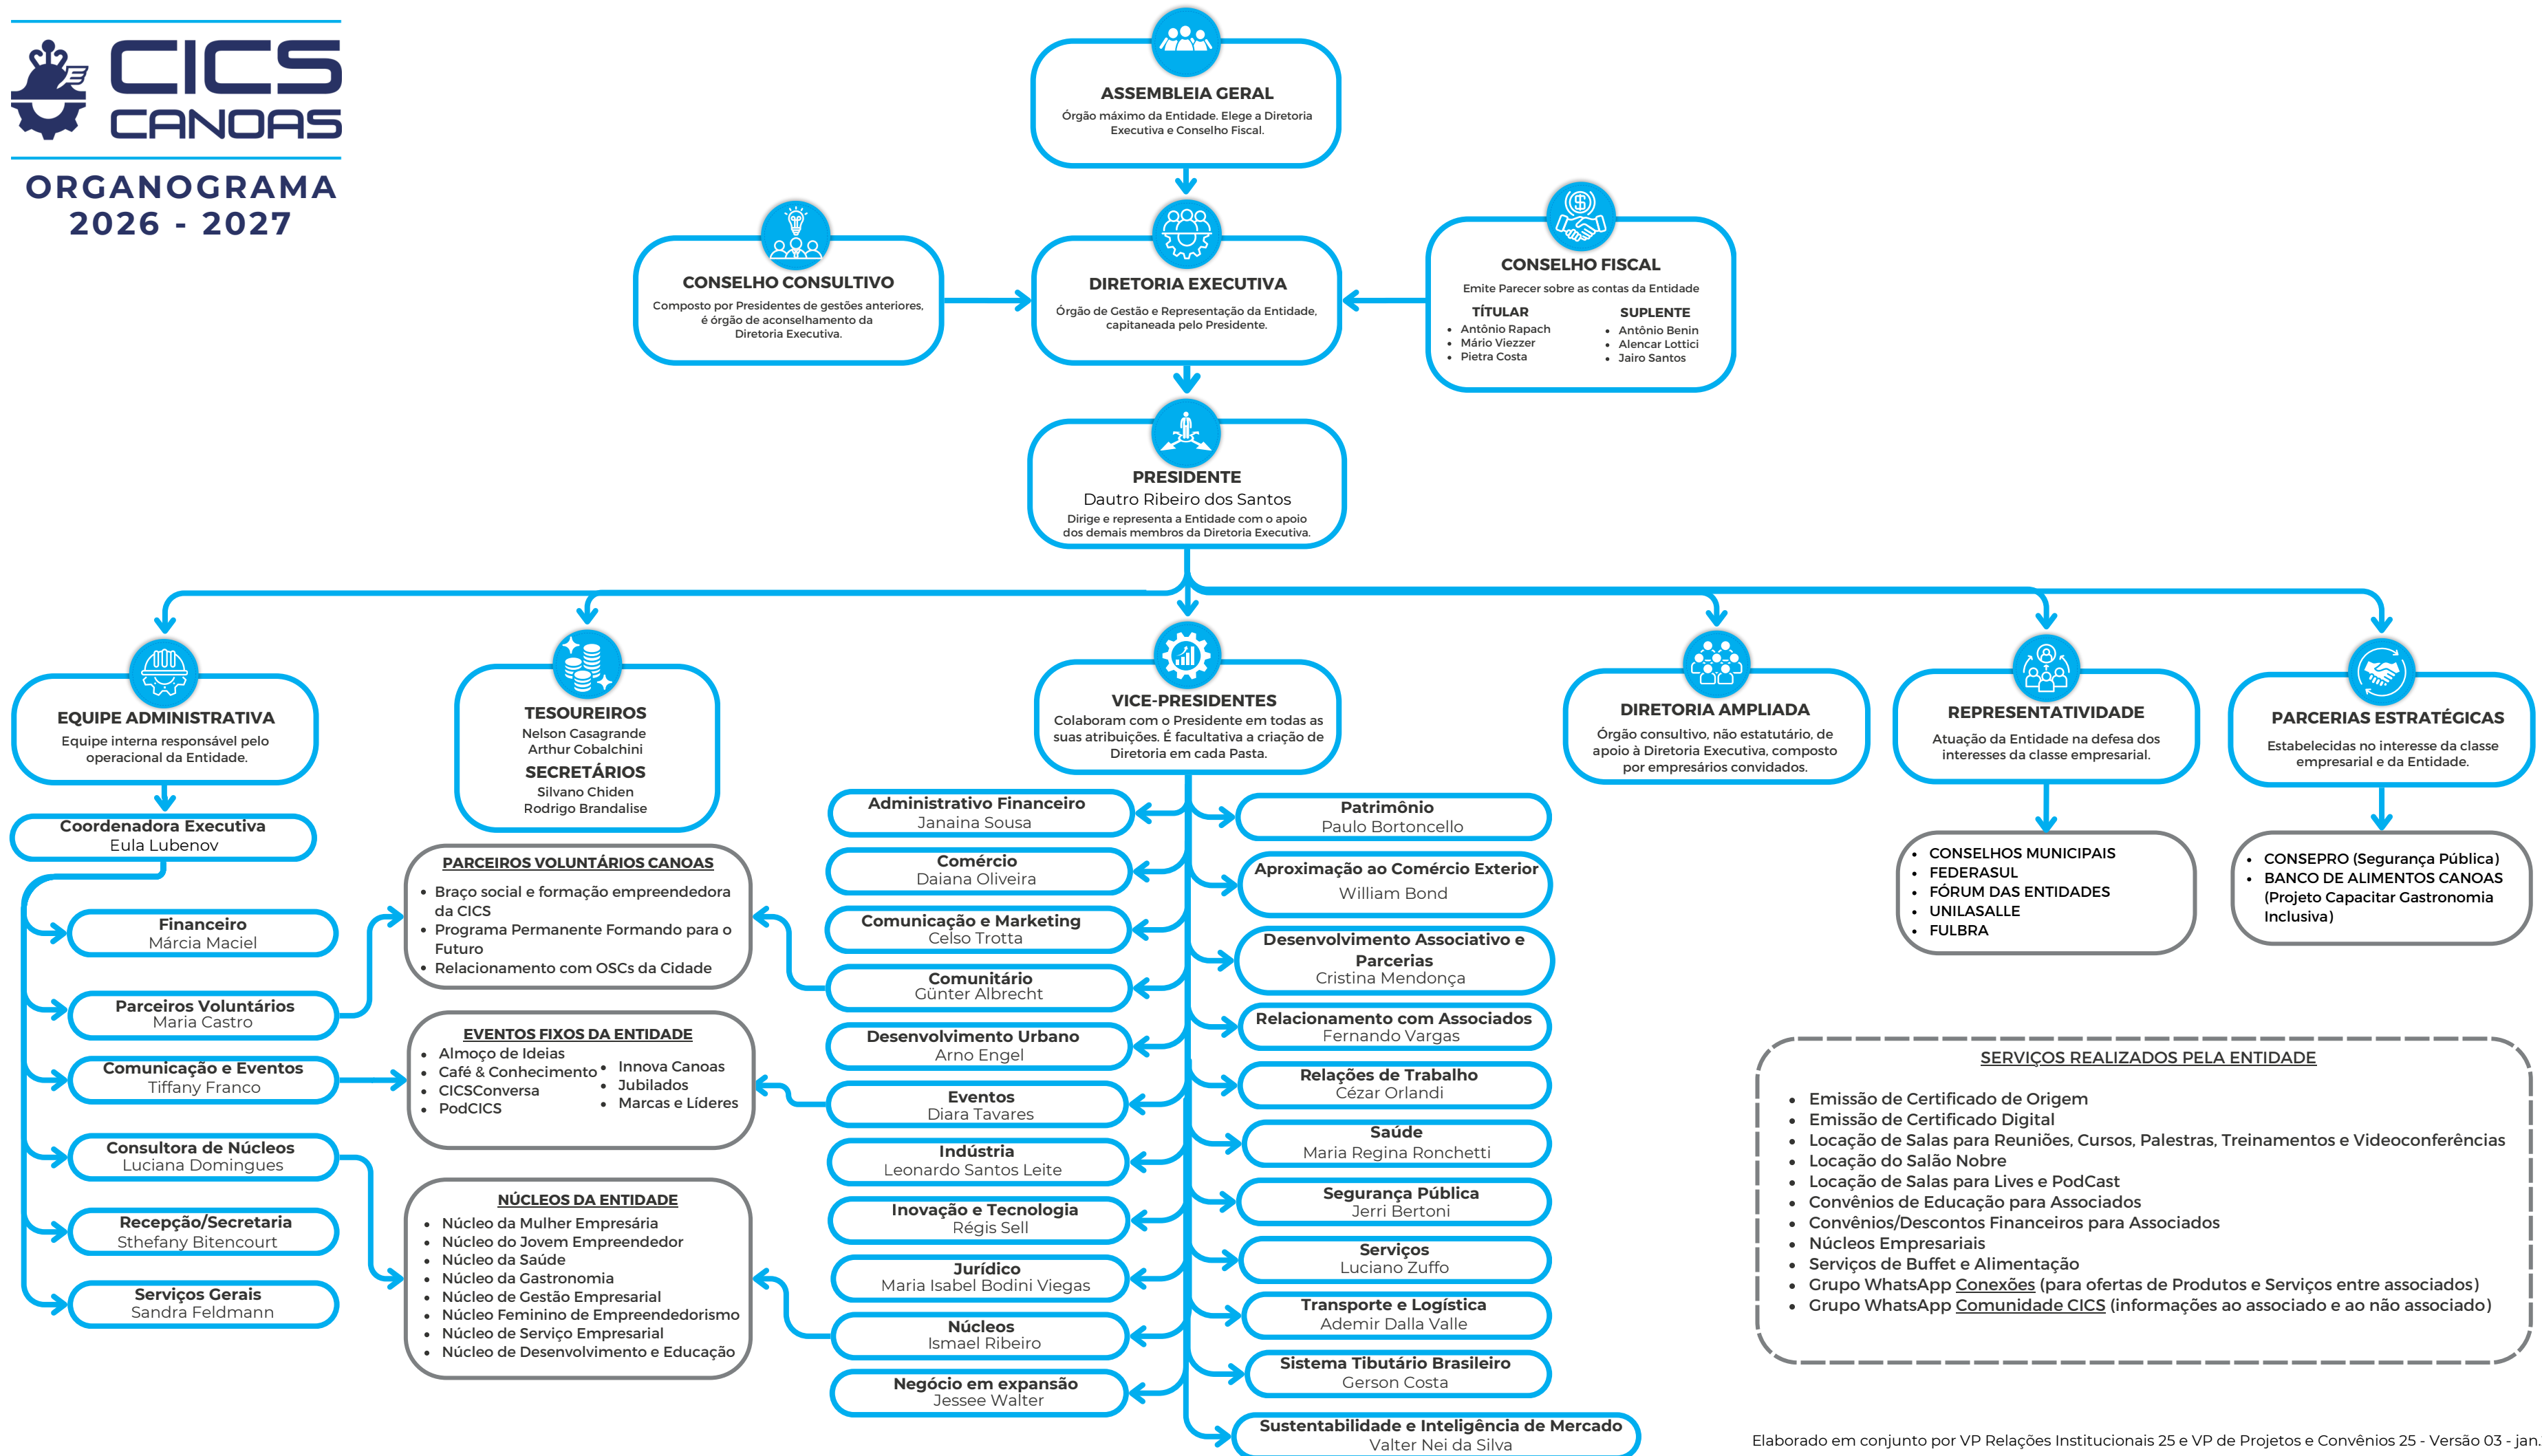 CICS
CANOAS
ORGANOGRAMA
2026 - 2027
ASSEMBLEIA GERAL
Órgão máximo da Entidade. Elege a Diretoria
Executiva e Conselho Fiscal.
CONSELHO CONSULTIVO
Composto por Presidentes de gestões anteriores,
é órgão de aconselhamento da
Diretoria Executiva.
DIRETORIA EXECUTIVA
Órgão de Gestão e Representação da Entidade,
capitaneada pelo Presidente.
CONSELHO FISCAL
Emite Parecer sobre as contas da Entidade
TÍTULAR
• Antônio Rapach
• Mário Viezzer
• Pietra Costa
SUPLENTE
• Antônio Benin
• Alencar Lottici
• Jairo Santos
PRESIDENTE
Dautro Ribeiro dos Santos
Dirige e representa a Entidade com o apoio
dos demais membros da Diretoria Executiva.
EQUIPE ADMINISTRATIVA
Equipe interna responsável pelo
operacional da Entidade.
Coordenadora Executiva
Eula Lubenov
Financeiro
Márcia Maciel
Parceiros Voluntários
Maria Castro
Comunicação e Eventos
Tiffany Franco
Consultora de Núcleos
Luciana Domingues
Recepção/Secretaria
Sthefany Bitencourt
Serviços Gerais
Sandra Feldmann
TESOUREIROS
Nelson Casagrande
Arthur Cobalchini
SECRETÁRIOS
Silvano Chiden
Rodrigo Brandalise
PARCEIROS VOLUNTÁRIOS CANOAS
• Braço social e formação empreendedora
da CICS
• Programa Permanente Formando para o
Futuro
• Relacionamento com OSCs da Cidade
EVENTOS FIXOS DA ENTIDADE
• Almoço de Ideias
• Café & Conhecimento
• CICSConversa
• PodCICS
• Innova Canoas
• Jubilados
• Marcas e Líderes
NÚCLEOS DA ENTIDADE
• Núcleo da Mulher Empresária
• Núcleo do Jovem Empreendedor
• Núcleo da Saúde
• Núcleo da Gastronomia
• Núcleo de Gestão Empresarial
• Núcleo Feminino de Empreendedorismo
• Núcleo de Serviço Empresarial
• Núcleo de Desenvolvimento e Educação
VICE-PRESIDENTES
Colaboram com o Presidente em todas as
suas atribuições. É facultativa a criação de
Diretoria em cada Pasta.
Administrativo Financeiro
Janaina Sousa
Comércio
Daiana Oliveira
Comunicação e Marketing
Celso Trotta
Comunitário
Günter Albrecht
Desenvolvimento Urbano
Arno Engel
Eventos
Diara Tavares
Indústria
Leonardo Santos Leite
Inovação e Tecnologia
Régis Sell
Jurídico
Maria Isabel Bodini Viegas
Núcleos
Ismael Ribeiro
Negócio em expansão
Jessee Walter
Patrimônio
Paulo Bortoncello
Aproximação ao Comércio Exterior
William Bond
Desenvolvimento Associativo e
Parcerias
Cristina Mendonça
Relacionamento com Associados
Fernando Vargas
Relações de Trabalho
Cézar Orlandi
Saúde
Maria Regina Ronchetti
Segurança Pública
Jerri Bertoni
Serviços
Luciano Zuffo
Transporte e Logística
Ademir Dalla Valle
Sistema Tibutário Brasileiro
Gerson Costa
Sustentabilidade e Inteligência de Mercado
Valter Nei da Silva
DIRETORIA AMPLIADA
Órgão consultivo, não estatutário, de
apoio à Diretoria Executiva, composto
por empresários convidados.
REPRESENTATIVIDADE
Atuação da Entidade na defesa dos
interesses da classe empresarial.
• CONSELHOS MUNICIPAIS
• FEDERASUL
• FÓRUM DAS ENTIDADES
• UNILASALLE
• FULBRA
PARCERIAS ESTRATÉGICAS
Estabelecidas no interesse da classe
empresarial e da Entidade.
• CONSEPRO (Segurança Pública)
• BANCO DE ALIMENTOS CANOAS
(Projeto Capacitar Gastronomia
Inclusiva)
SERVIÇOS REALIZADOS PELA ENTIDADE
• Emissão de Certificado de Origem
• Emissão de Certificado Digital
• Locação de Salas para Reuniões, Cursos, Palestras, Treinamentos e Videoconferências
• Locação do Salão Nobre
• Locação de Salas para Lives e PodCast
• Convênios de Educação para Associados
• Convênios/Descontos Financeiros para Associados
• Núcleos Empresariais
• Serviços de Buffet e Alimentação
• Grupo WhatsApp Conexões (para ofertas de Produtos e Serviços entre associados)
• Grupo WhatsApp Comunidade CICS (informações ao associado e ao não associado)
Elaborado em conjunto por VP Relações Institucionais 25 e VP de Projetos e Convênios 25 - Versão 03 - jan.